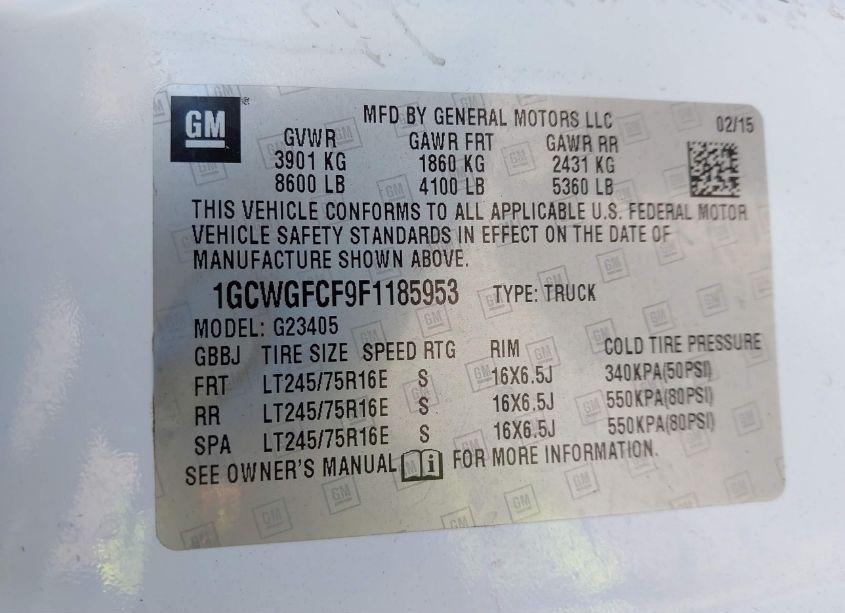 GM
MFD BY GENERAL MOTORS LLC 02/15
GVWR GAWR FRT GAWR RR
3901 KG 1860 KG 2431 KG
8600 LB 4100 LB 5360 LB
THIS VEHICLE CONFORMS TO ALL APPLICABLE U.S. FEDERAL MOTOR
VEHICLE SAFETY STANDARDS IN EFFECT ON THE DATE OF
MANUFACTURE SHOWN ABOVE.
1GCWGFCF9F1185953 TYPE: TRUCK
MODEL: G23405
GBBJ TIRE SIZE SPEED RTG RIM COLD TIRE PRESSURE
FRT LT245/75R16E S 16X6.5J 340KPA(50PSI)
RR LT245/75R16E S 16X6.5J 550KPA(80PSI)
SPA LT245/75R16E S 16X6.5J 550KPA(80PSI)
SEE OWNER'S MANUAL FOR MORE INFORMATION.